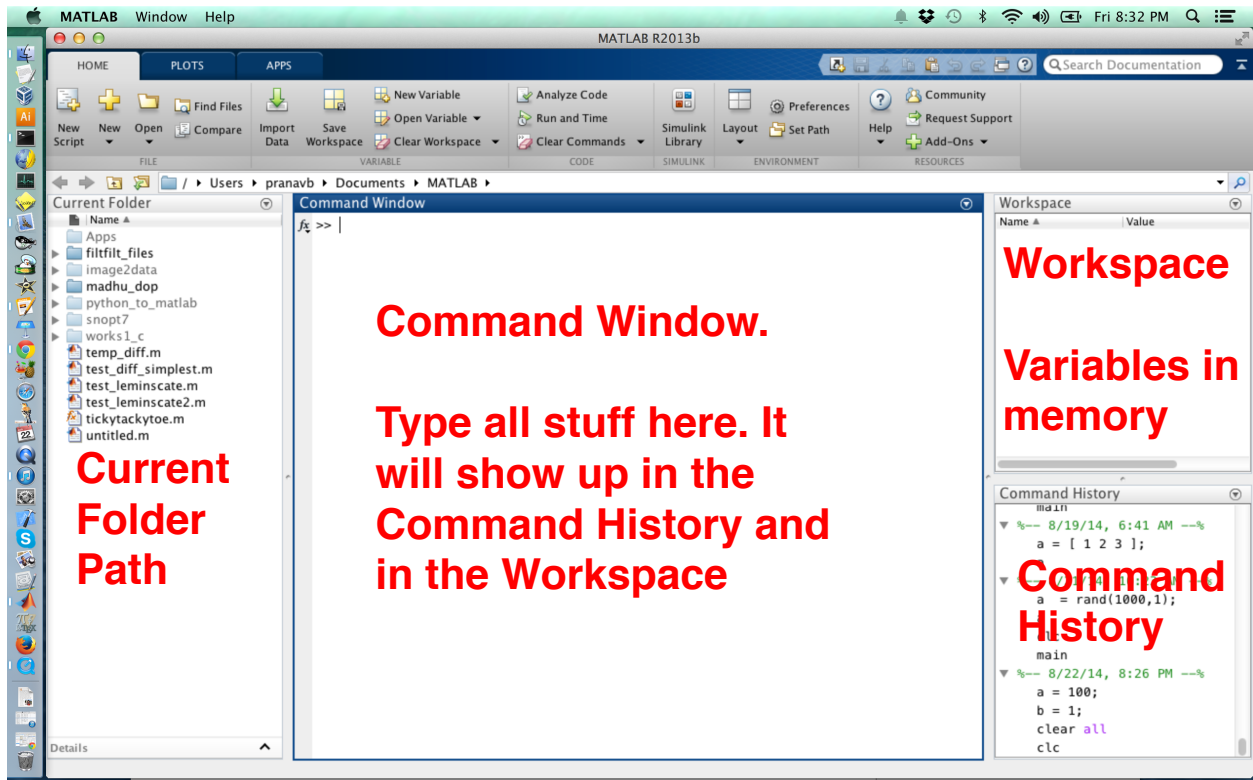 MATLAB Window Help
Fri 8:32 PM
MATLAB R2013b
HOME PLOTS APPS
Search Documentation
New Script
New
Open
Find Files
Compare
FILE
Import Data
Save Workspace
New Variable
Open Variable
Clear Workspace
VARIABLE
Analyze Code
Run and Time
Clear Commands
CODE
Simulink Library
SIMULINK
Layout
Preferences
Set Path
ENVIRONMENT
Help
Community
Request Support
Add-Ons
RESOURCES
/ Users pranavb Documents MATLAB
Current Folder
Name
Apps
filtfilt_files
image2data
madhu_dop
python_to_matlab
snopt7
works1_c
temp_diff.m
test_diff_simplest.m
test_leminscate.m
test_leminscate2.m
tickytackytoe.m
untitled.m
Current
Folder
Path
Details
Command Window
fx >>
Command Window.
Type all stuff here. It
will show up in the
Command History and
in the Workspace
Workspace
Name Value
Workspace
Variables in
memory
Command History
main
%-- 8/19/14, 6:41 AM --%
a = [ 1 2 3 ];
Command
a = rand(1000,1);
History
main
%-- 8/22/14, 8:26 PM --%
a = 100;
b = 1;
clear all
clc
Ai
22